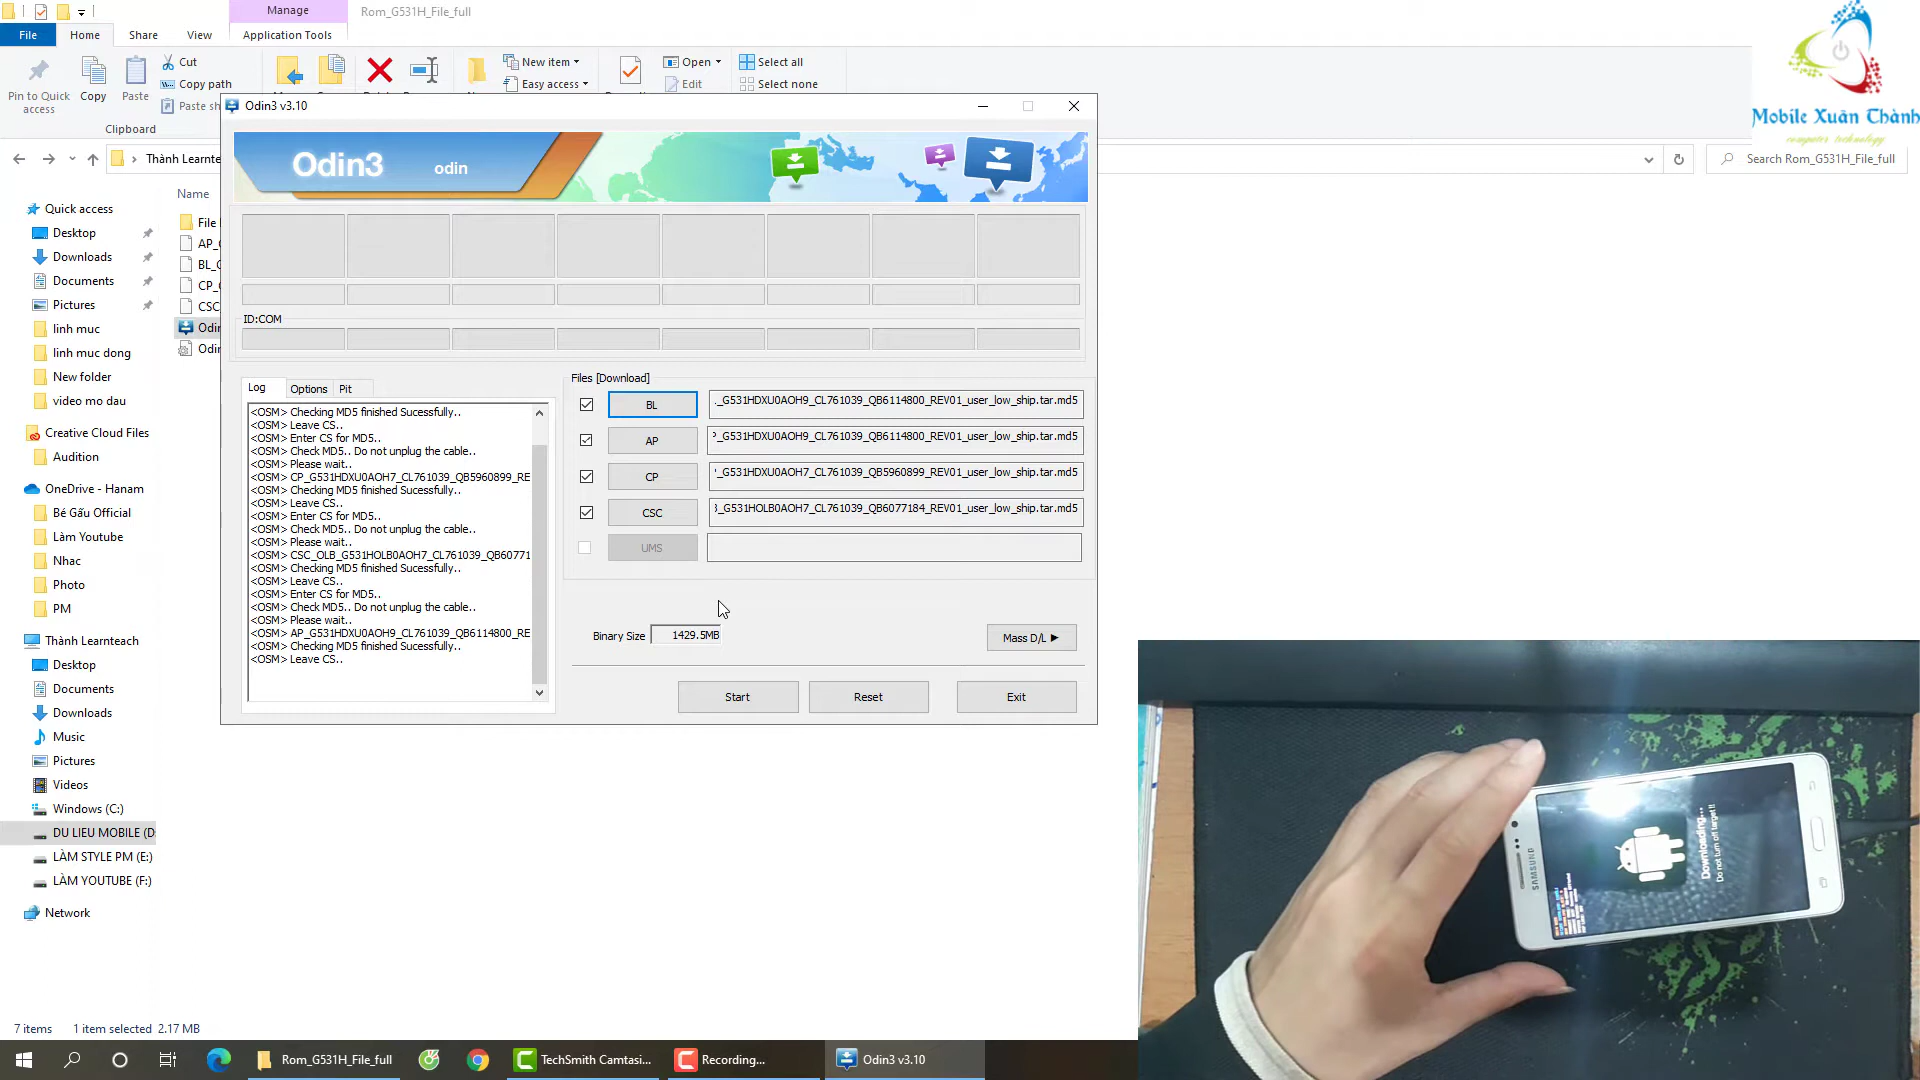 Manage
Rom_G531H_File_full
File
Home
Share
View
Application Tools
Pin to Quick
access
Copy
Paste
Cut
Copy path
Paste sh
Clipboard
New item
Easy access
Open
Edit
Select all
Select none
Mobile Xuân Thành
computer technology
Thành Learnte
Search Rom_G531H_File_full
Name
File
AP_
BL_
CP_
CSC
Odin
Odin
Quick access
Desktop
Downloads
Documents
Pictures
linh muc
linh muc dong
New folder
video mo dau
Creative Cloud Files
Audition
OneDrive - Hanam
Bé Gấu Official
Làm Youtube
Nhac
Photo
PM
Thành Learnteach
Desktop
Documents
Downloads
Music
Pictures
Videos
Windows (C:)
DU LIEU MOBILE (D:
LÀM STYLE PM (E:)
LÀM YOUTUBE (F:)
Network
Odin3 v3.10
Odin3
odin
ID:COM
Log
Options
Pit
<OSM> Checking MD5 finished Sucessfully..
<OSM> Leave CS..
<OSM> Enter CS for MD5..
<OSM> Check MD5.. Do not unplug the cable..
<OSM> Please wait..
<OSM> CP_G531HDXU0AOH7_CL761039_QB5960899_RE
<OSM> Checking MD5 finished Sucessfully..
<OSM> Leave CS..
<OSM> Enter CS for MD5..
<OSM> Check MD5.. Do not unplug the cable..
<OSM> Please wait..
<OSM> CSC_OLB_G531HOLB0AOH7_CL761039_QB60771
<OSM> Checking MD5 finished Sucessfully..
<OSM> Leave CS..
<OSM> Enter CS for MD5..
<OSM> Check MD5.. Do not unplug the cable..
<OSM> Please wait..
<OSM> AP_G531HDXU0AOH9_CL761039_QB6114800_RE
<OSM> Checking MD5 finished Sucessfully..
<OSM> Leave CS..
Files [Download]
BL
._G531HDXU0AOH9_CL761039_QB6114800_REV01_user_low_ship.tar.md5
AP
_G531HDXU0AOH9_CL761039_QB6114800_REV01_user_low_ship.tar.md5
CP
_G531HDXU0AOH7_CL761039_QB5960899_REV01_user_low_ship.tar.md5
CSC
_G531HOLB0AOH7_CL761039_QB6077184_REV01_user_low_ship.tar.md5
UMS
Binary Size
1429.5MB
Mass D/L
Start
Reset
Exit
SAMSUNG
Downloading...
Do not turn off target!!
7 items
1 item selected
2.17 MB
Rom_G531H_File_full
TechSmith Camtasi...
Recording...
Odin3 v3.10